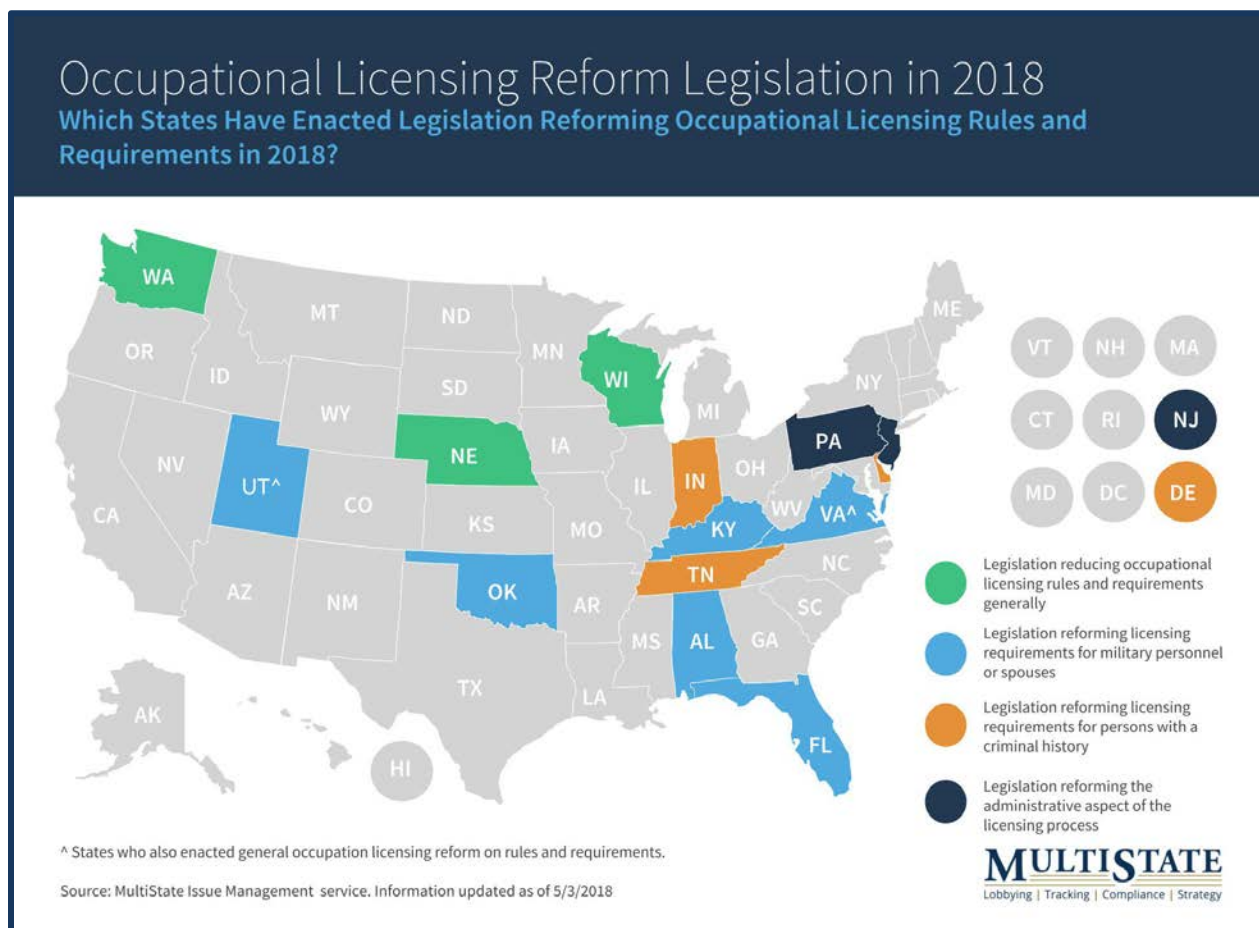 Occupational Licensing Reform Legislation in 2018
Which States Have Enacted Legislation Reforming Occupational Licensing Rules and
Requirements in 2018?
WA
MT
ND
MN
ME
OR
ID
SD
WI
MI
NY
WY
NV
NE
IA
PA
UT^
CO
IL
IN
OH
CA
KS
MO
WV
VA^
KY
AZ
NM
OK
AR
TN
NC
SC
TX
LA
MS
AL
GA
FL
AK
HI
VT
NH
MA
CT
RI
NJ
MD
DC
DE
Legislation reducing occupational
licensing rules and requirements
generally
Legislation reforming licensing
requirements for military personnel
or spouses
Legislation reforming licensing
requirements for persons with a
criminal history
Legislation reforming the
administrative aspect of the
licensing process
^ States who also enacted general occupation licensing reform on rules and requirements.
Source: MultiState Issue Management service. Information updated as of 5/3/2018
MULTISTATE
Lobbying | Tracking | Compliance | Strategy